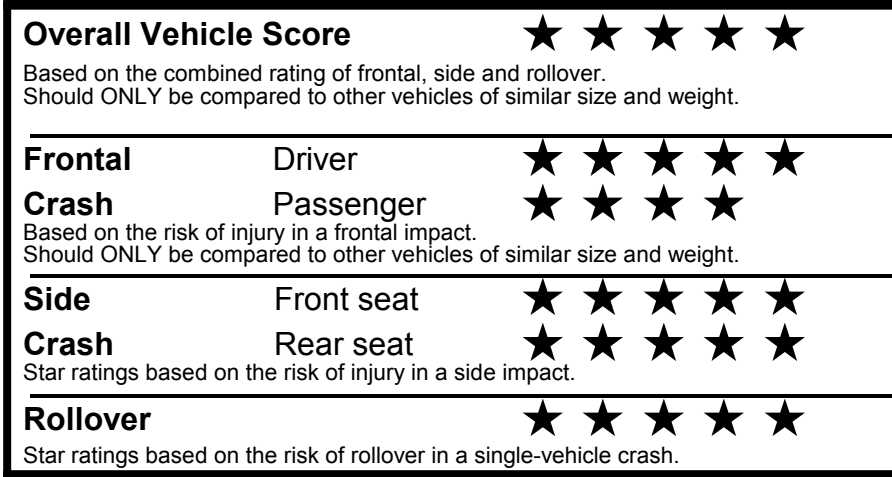 Overall Vehicle Score ★ ★ ★ ★ ★
Based on the combined rating of frontal, side and rollover.
Should ONLY be compared to other vehicles of similar size and weight.
Frontal Driver ★ ★ ★ ★ ★
Crash Passenger ★ ★ ★ ★
Based on the risk of injury in a frontal impact.
Should ONLY be compared to other vehicles of similar size and weight.
Side Front seat ★ ★ ★ ★ ★
Crash Rear seat ★ ★ ★ ★ ★
Star ratings based on the risk of injury in a side impact.
Rollover ★ ★ ★ ★ ★
Star ratings based on the risk of rollover in a single-vehicle crash.